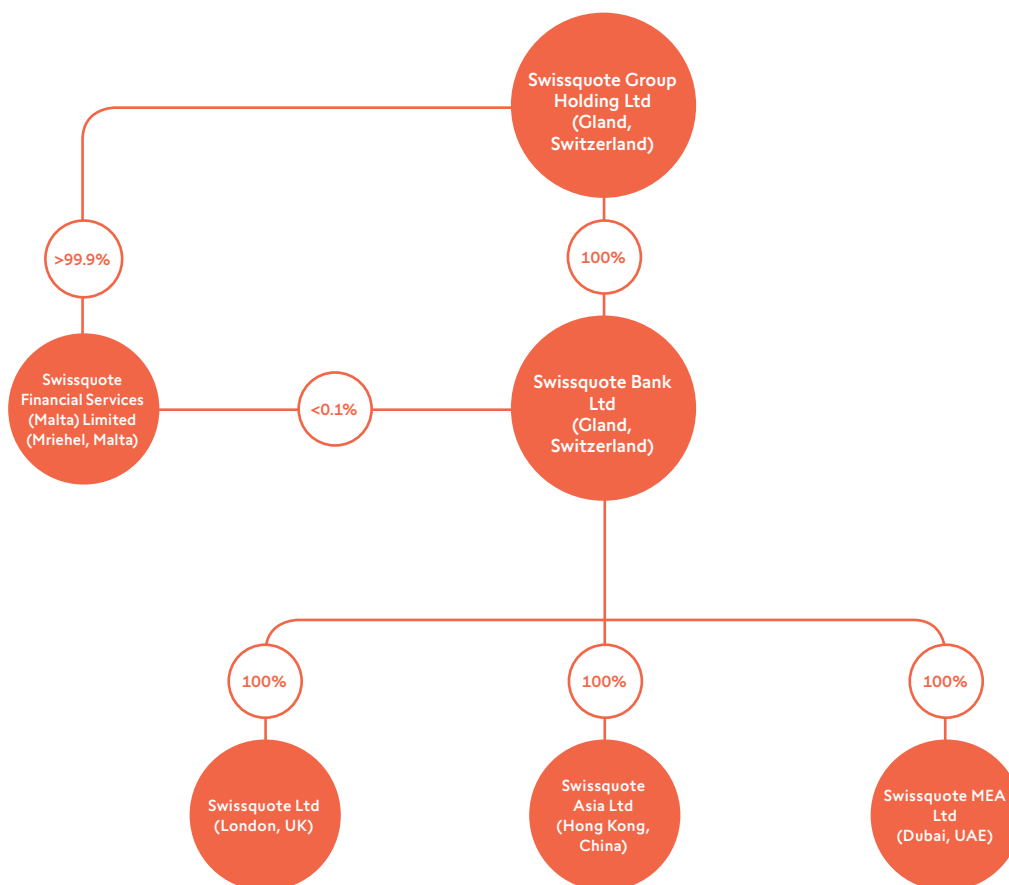 Swissquote Group
Holding Ltd
(Gland,
Switzerland)
>99.9%
100%
Swissquote
Financial Services
(Malta) Limited
(Mriehel, Malta)
<0.1%
Swissquote Bank
Ltd
(Gland,
Switzerland)
100%
100%
100%
Swissquote Ltd
(London, UK)
Swissquote
Asia Ltd
(Hong Kong,
China)
Swissquote MEA
Ltd
(Dubai, UAE)